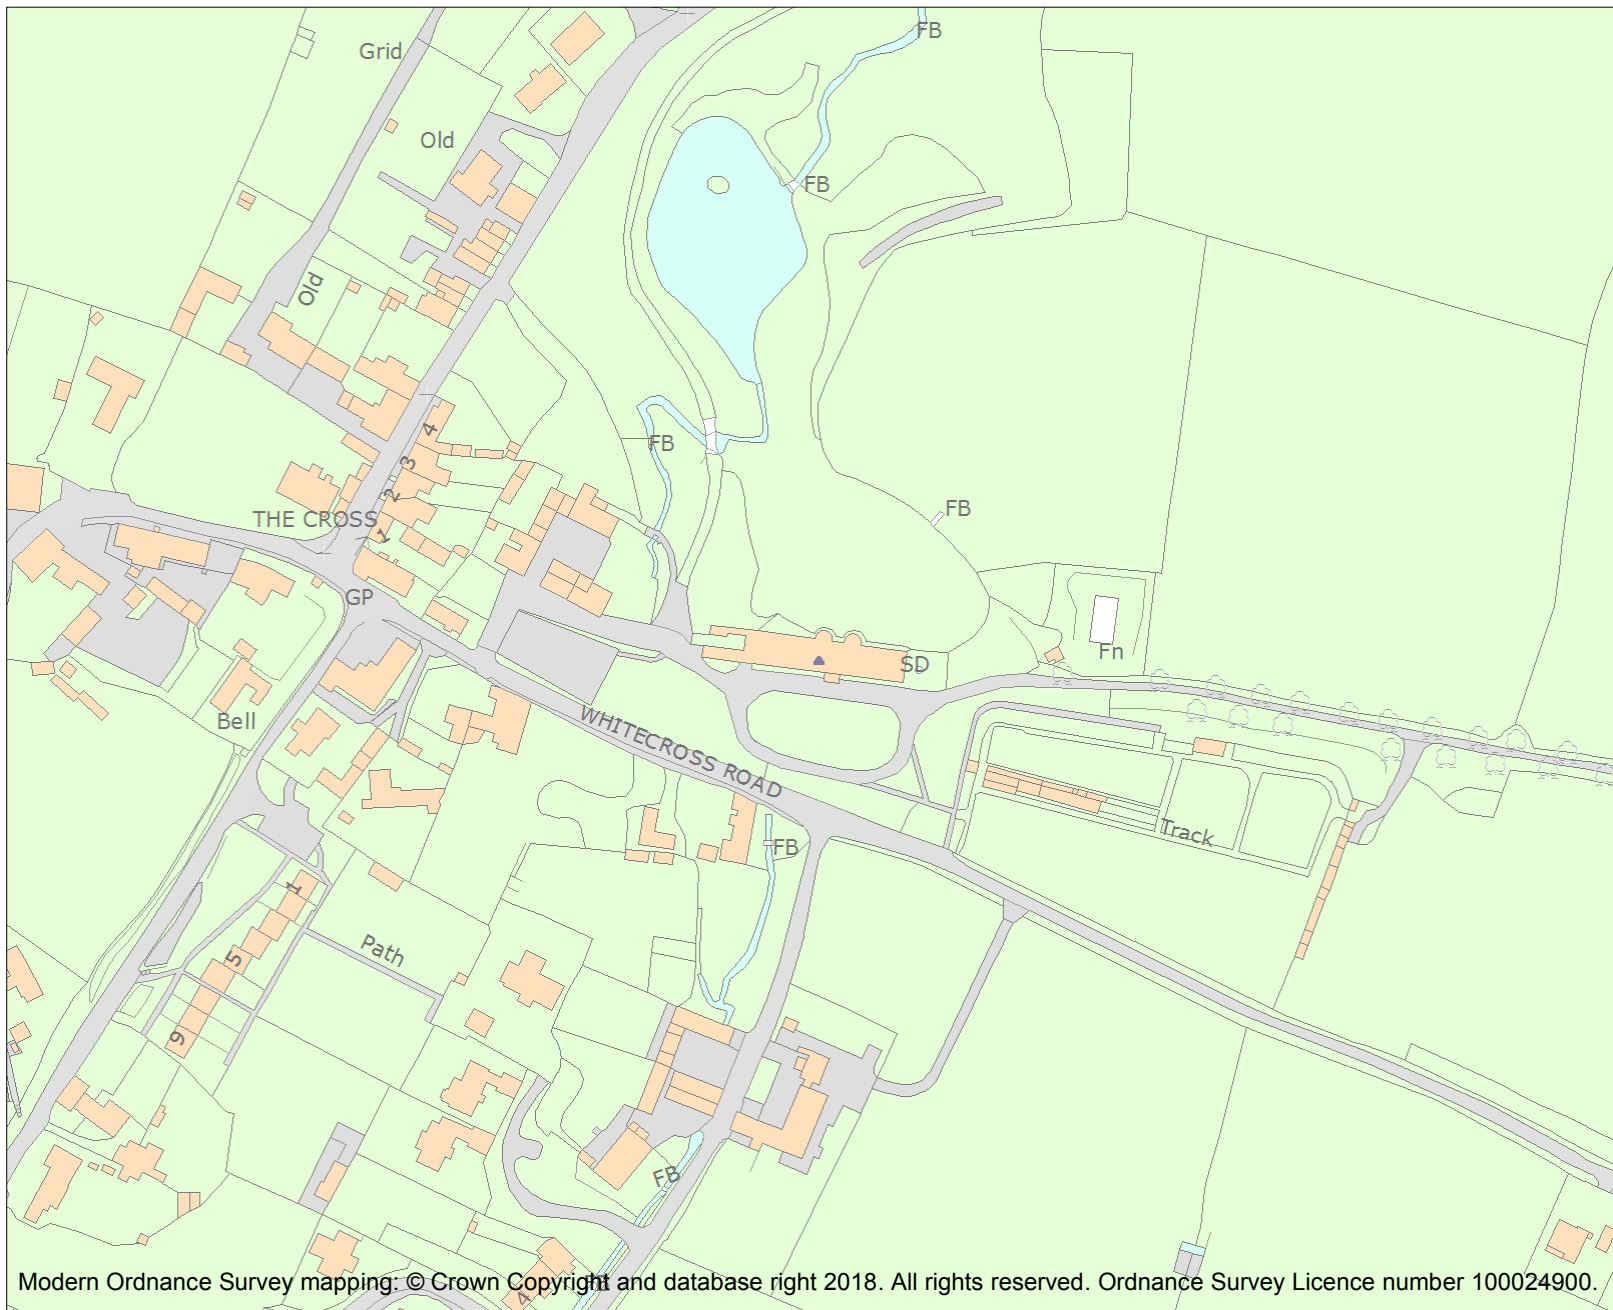 FB
Grid
Old
FB
Old
4
FB
3
2
FB
THE CROSS
1
GP
Fn
SD
Bell
WHITECROSS ROAD
Track
FB
1
Path
5
9
FB
Modern Ordnance Survey mapping: © Crown Copyright and database right 2018. All rights reserved. Ordnance Survey Licence number 100024900.
4